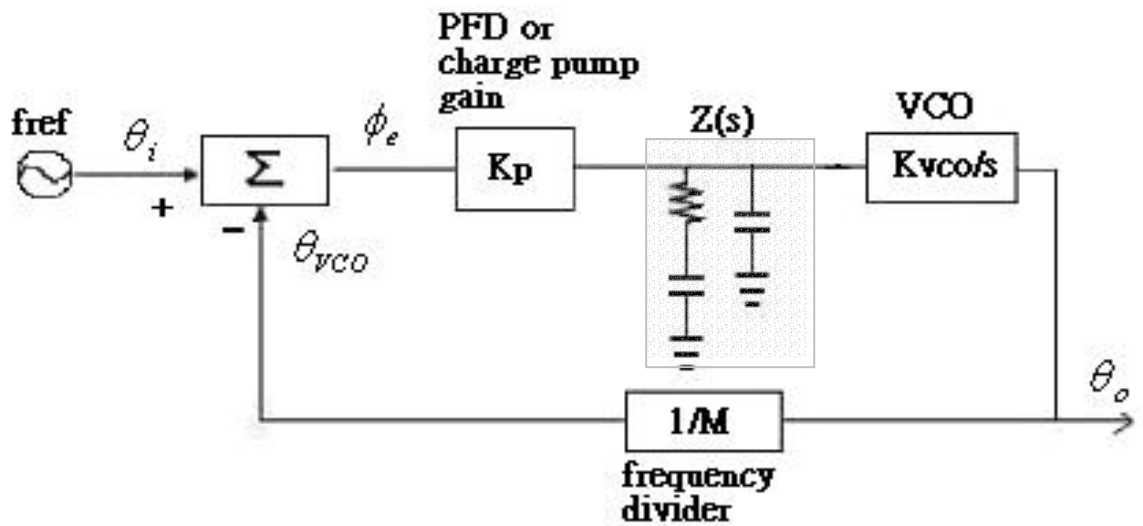 PFD or
charge pump
gain
fref
θi
+
Σ
−
θVCO
ϕe
Kp
Z(s)
VCO
Kvco/s
θo
1/M
frequency
divider